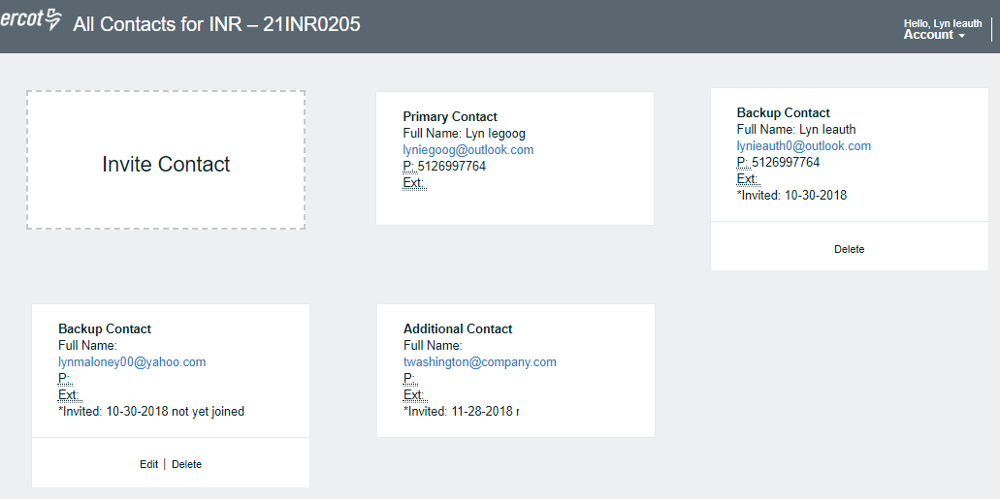 ercot
All Contacts for INR – 21INR0205
Hello, Lyn Ieauth
Account
Invite Contact
Primary Contact
Full Name: Lyn Iegoog
lyniegoog@outlook.com
P: 5126997764
Ext:
Backup Contact
Full Name: Lyn Ieauth
lynieauth0@outlook.com
P: 5126997764
Ext:
*Invited: 10-30-2018
Delete
Backup Contact
Full Name:
lynmaloney00@yahoo.com
P:
Ext:
*Invited: 10-30-2018 not yet joined
Edit | Delete
Additional Contact
Full Name:
twashington@company.com
P:
Ext:
*Invited: 11-28-2018